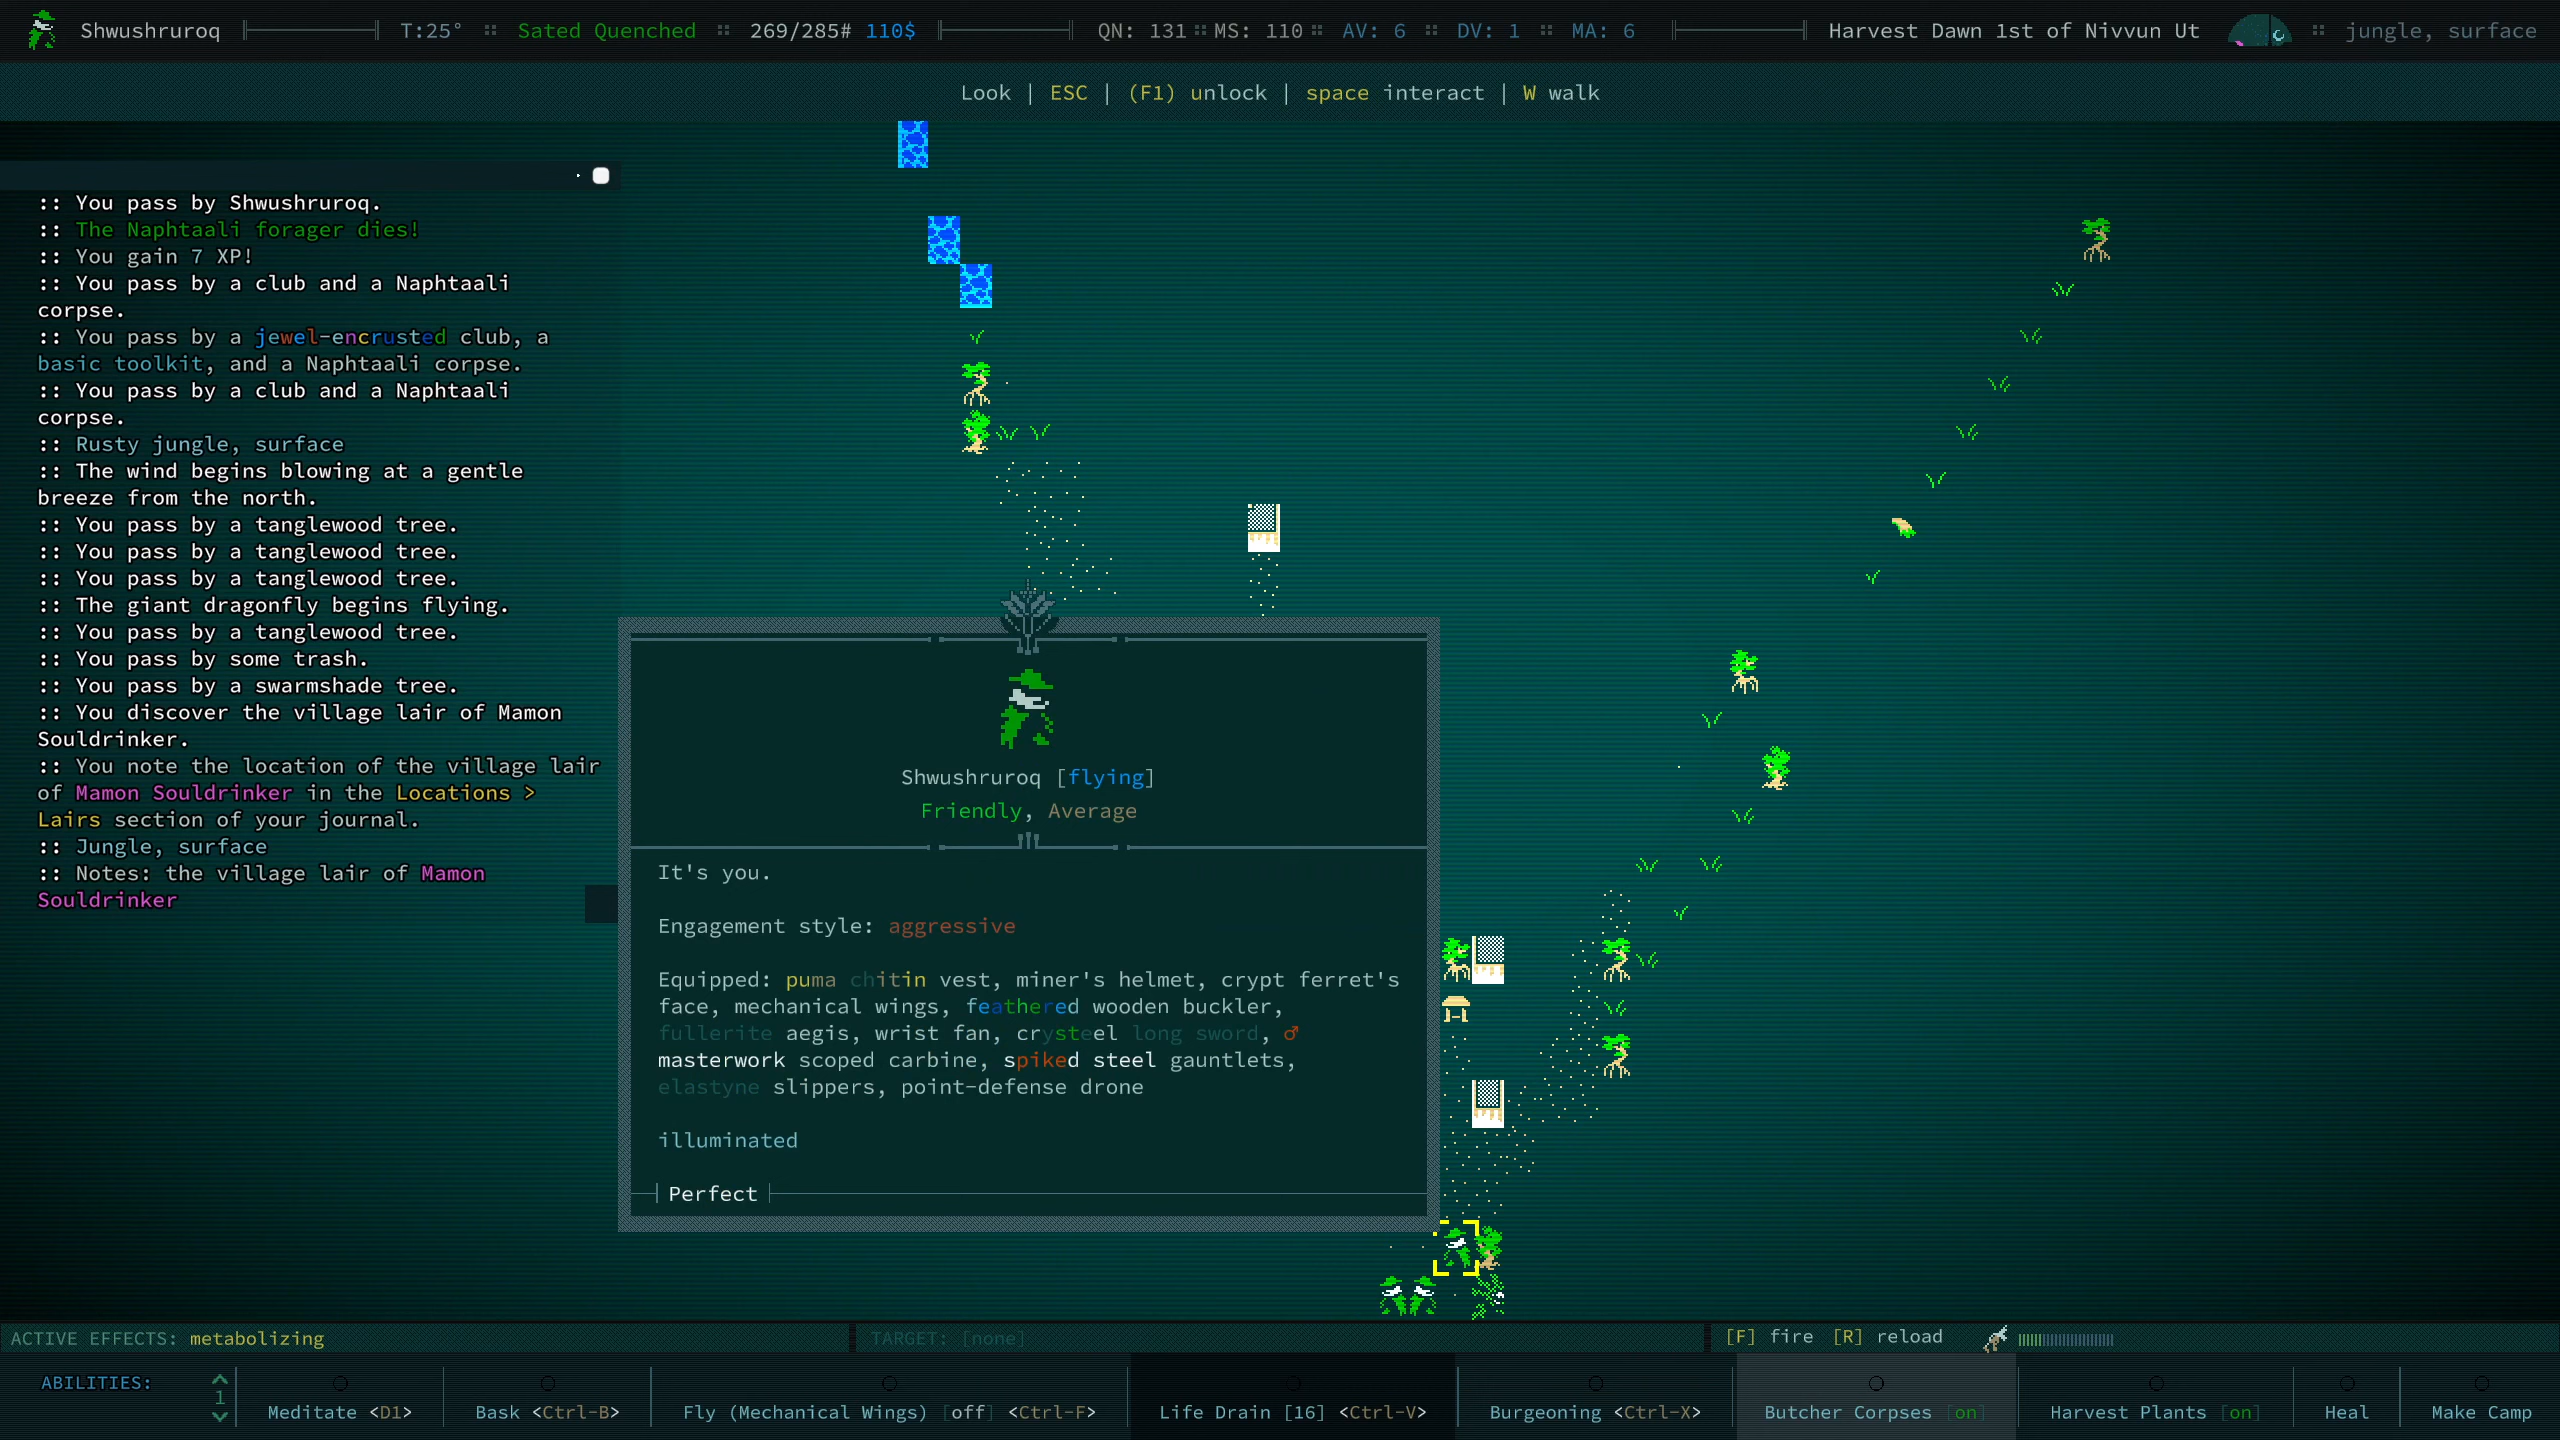 Shwushruroq T:25° :: Sated Quenched :: 269/285# 110$ QN: 131 :: MS: 110 :: AV: 6 :: DV: 1 :: MA: 6 Harvest Dawn 1st of Nivvun Ut :: jungle, surface
Look | ESC | (F1) unlock | space interact | W walk
:: You pass by Shwushruroq.
:: The Naphtaali forager dies!
:: You gain 7 XP!
:: You pass by a club and a Naphtaali
corpse.
:: You pass by a jewel-encrusted club, a
basic toolkit, and a Naphtaali corpse.
:: You pass by a club and a Naphtaali
corpse.
:: Rusty jungle, surface
:: The wind begins blowing at a gentle
breeze from the north.
:: You pass by a tanglewood tree.
:: You pass by a tanglewood tree.
:: You pass by a tanglewood tree.
:: The giant dragonfly begins flying.
:: You pass by a tanglewood tree.
:: You pass by some trash.
:: You pass by a swarmshade tree.
:: You discover the village lair of Mamon
Souldrinker.
:: You note the location of the village lair
of Mamon Souldrinker in the Locations >
Lairs section of your journal.
:: Jungle, surface
:: Notes: the village lair of Mamon
Souldrinker
Shwushruroq [flying]
Friendly, Average
It's you.
Engagement style: aggressive
Equipped: puma chitin vest, miner's helmet, crypt ferret's
face, mechanical wings, feathered wooden buckler,
fullerite aegis, wrist fan, crysteel long sword, ♂
masterwork scoped carbine, spiked steel gauntlets,
elastyne slippers, point-defense drone
illuminated
Perfect
ACTIVE EFFECTS: metabolizing TARGET: [none] [F] fire [R] reload
ABILITIES: 1 Meditate <D1> Bask <Ctrl-B> Fly (Mechanical Wings) [off] <Ctrl-F> Life Drain [16] <Ctrl-V> Burgeoning <Ctrl-X> Butcher Corpses [on] Harvest Plants [on] Heal Make Camp